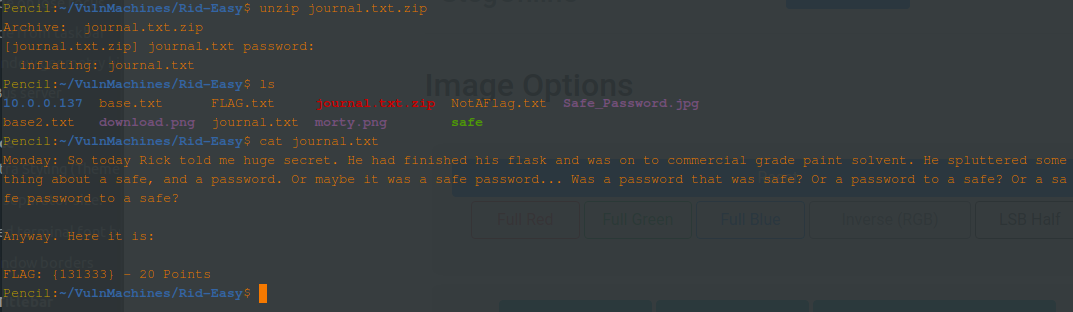 Pencil:~/VulnMachines/Rid-Easy$ unzip journal.txt.zip
Archive:  journal.txt.zip
[journal.txt.zip] journal.txt password:
  inflating: journal.txt
Pencil:~/VulnMachines/Rid-Easy$ ls
10.0.0.137  base.txt      FLAG.txt     journal.txt.zip  NotAFlag.txt  Safe_Password.jpg
base2.txt   download.png  journal.txt  morty.png        safe
Pencil:~/VulnMachines/Rid-Easy$ cat journal.txt
Monday: So today Rick told me huge secret. He had finished his flask and was on to commercial grade paint solvent. He spluttered some
thing about a safe, and a password. Or maybe it was a safe password... Was a password that was safe? Or a password to a safe? Or a sa
fe password to a safe?
Anyway. Here it is:
FLAG: {131333} - 20 Points
Pencil:~/VulnMachines/Rid-Easy$
Image Options
Full Red Full Green Full Blue Inverse (RGB) LSB Half